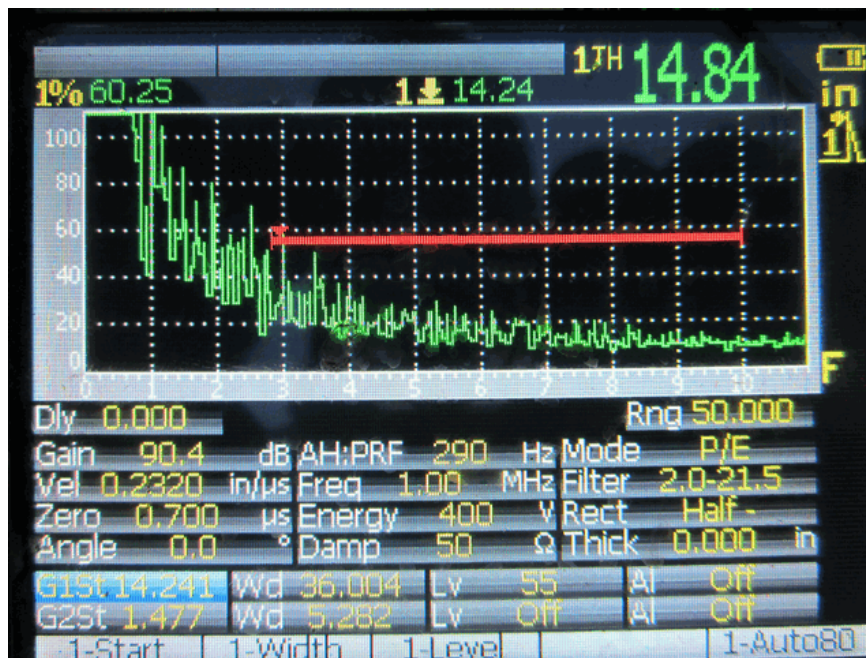 1TH 14.84
1% 60.25 1 14.24 in
1
100
80
60
40
20
0
0 1 2 3 4 5 6 7 8 9 10
F
Dly 0.000 Rng 50.000
Gain 90.4 dB AH:PRF 290 Hz Mode P/E
Vel 0.2320 in/µs Freq 1.00 MHz Filter 2.0-21.5
Zero 0.700 µs Energy 400 V Rect Half -
Angle 0.0 ° Damp 50 Ω Thick 0.000 in
G1St 14.241 Wd 36.004 Lv 55 Al Off
G2St 1.477 Wd 5.282 Lv Off Al Off
1-Start 1-Width 1-Level 1-Auto80